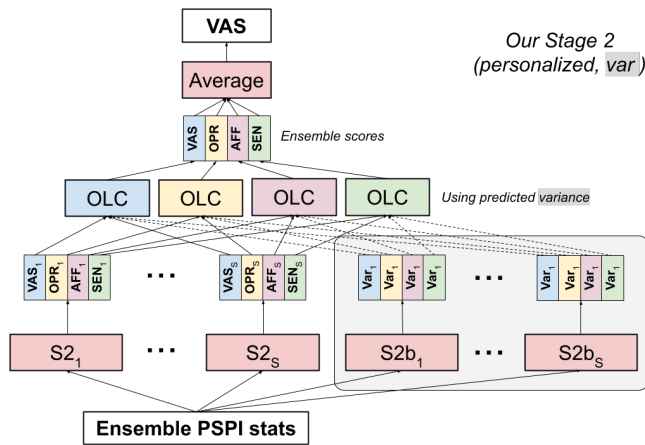 VAS
Our Stage 2
(personalized, var )
Average
VAS OPR AFF SEN
Ensemble scores
OLC OLC OLC OLC
Using predicted variance
VAS₁ OPR₁ AFF₁ SEN₁ ... VASₛ OPRₛ AFFₛ SENₛ Var₁ Var₁ Var₁ Var₁ ... Var₁ Var₁ Var₁ Var₁
S2₁ ... S2ₛ S2b₁ ... S2bₛ
Ensemble PSPI stats